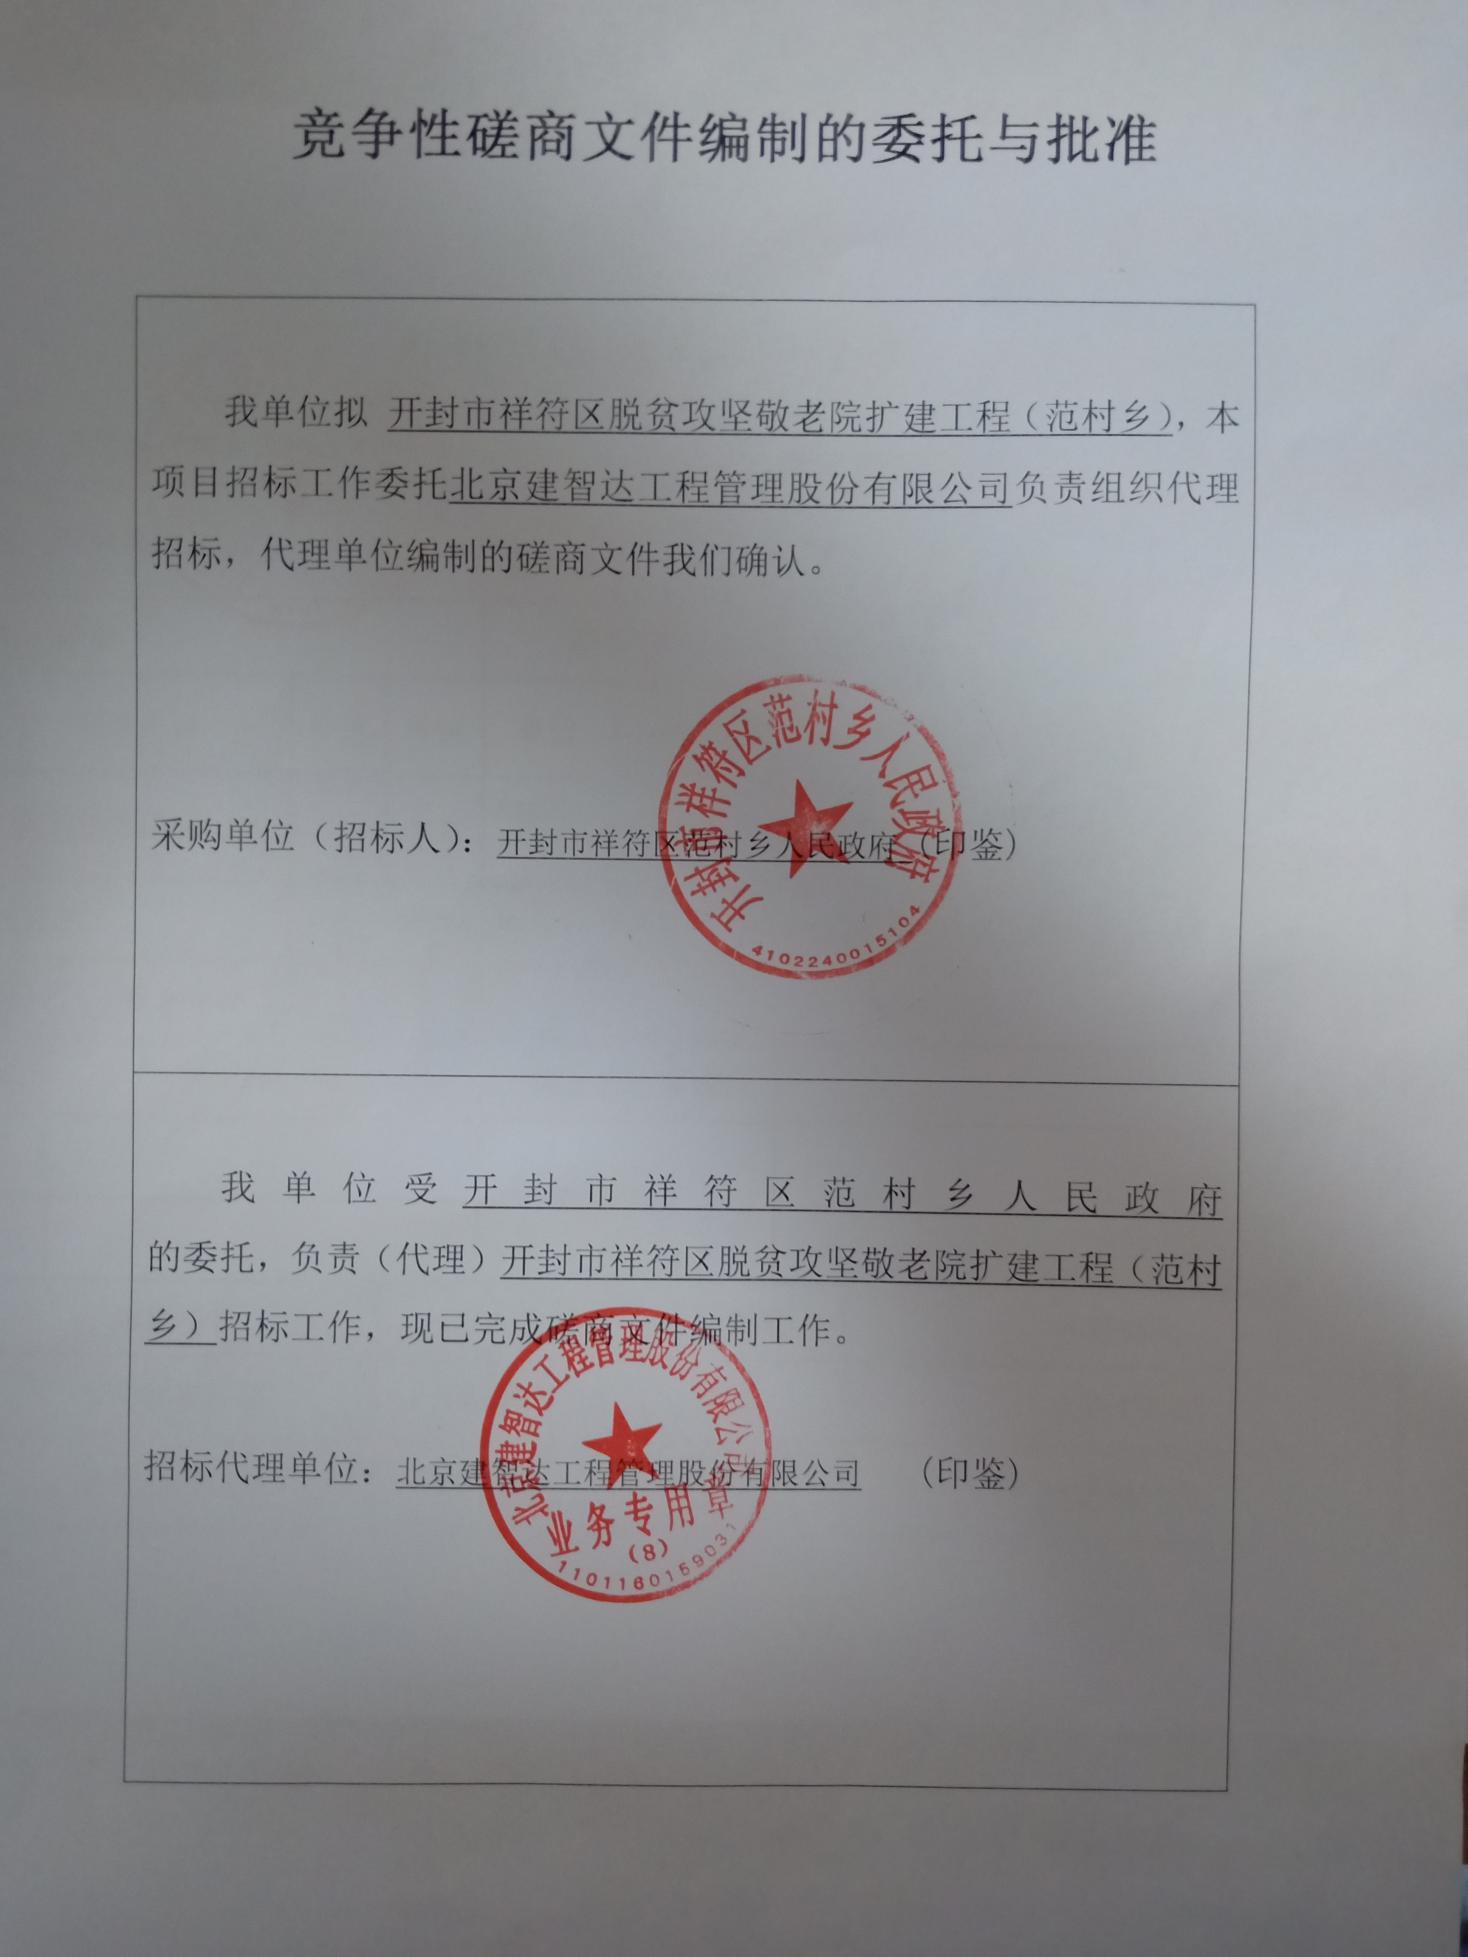 竞争性磋商文件编制的委托与批准
我单位拟 开封市祥符区脱贫攻坚敬老院扩建工程（范村乡），本
项目招标工作委托北京建智达工程管理股份有限公司负责组织代理
招标，代理单位编制的磋商文件我们确认。
采购单位（招标人）：开封市祥符区范村乡人民政府（印鉴）
开封市祥符区范村乡人民政府
4102240015104
我单位受开封市祥符区范村乡人民政府
的委托，负责（代理）开封市祥符区脱贫攻坚敬老院扩建工程（范村
乡）招标工作，现已完成磋商文件编制工作。
招标代理单位：北京建智达工程管理股份有限公司 （印鉴）
北京建智达工程管理股份有限公司
业务专用章
（8）
1101160159031